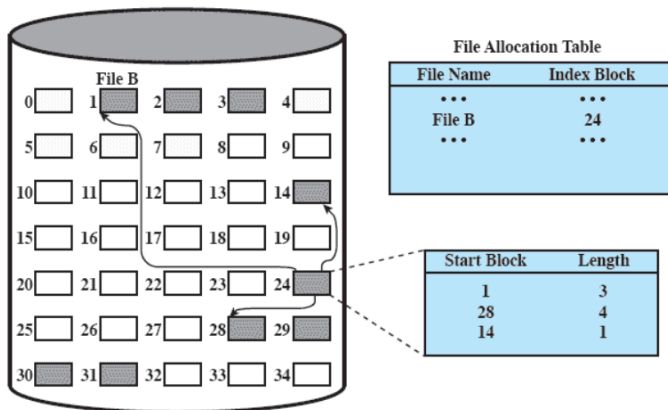 File Allocation Table
File Name Index Block
••• •••
File B 24
••• •••
File B
0 1 2 3 4
5 6 7 8 9
10 11 12 13 14
15 16 17 18 19
20 21 22 23 24
25 26 27 28 29
30 31 32 33 34
Start Block Length
1 3
28 4
14 1